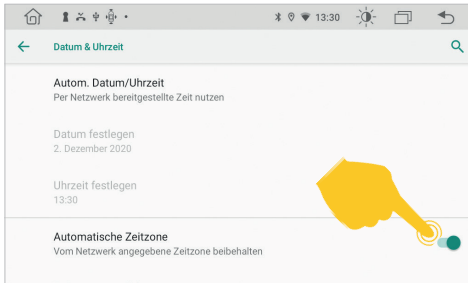 13:30
Datum & Uhrzeit
Autom. Datum/Uhrzeit
Per Netzwerk bereitgestellte Zeit nutzen
Datum festlegen
2. Dezember 2020
Uhrzeit festlegen
13:30
Automatische Zeitzone
Vom Netzwerk angegebene Zeitzone beibehalten